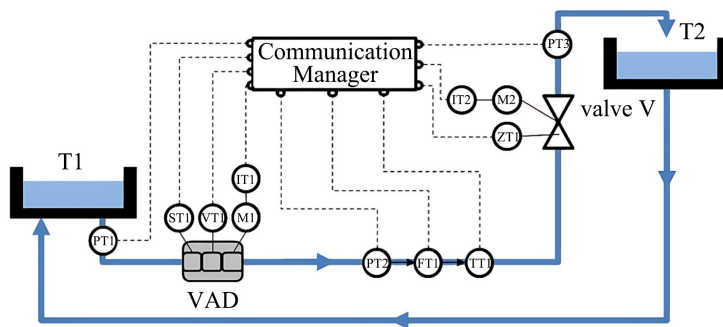 T2
Communication
Manager
PT3
IT2
M2
valve V
ZT1
T1
IT1
ST1
VT1
M1
PT1
PT2
FT1
TT1
VAD